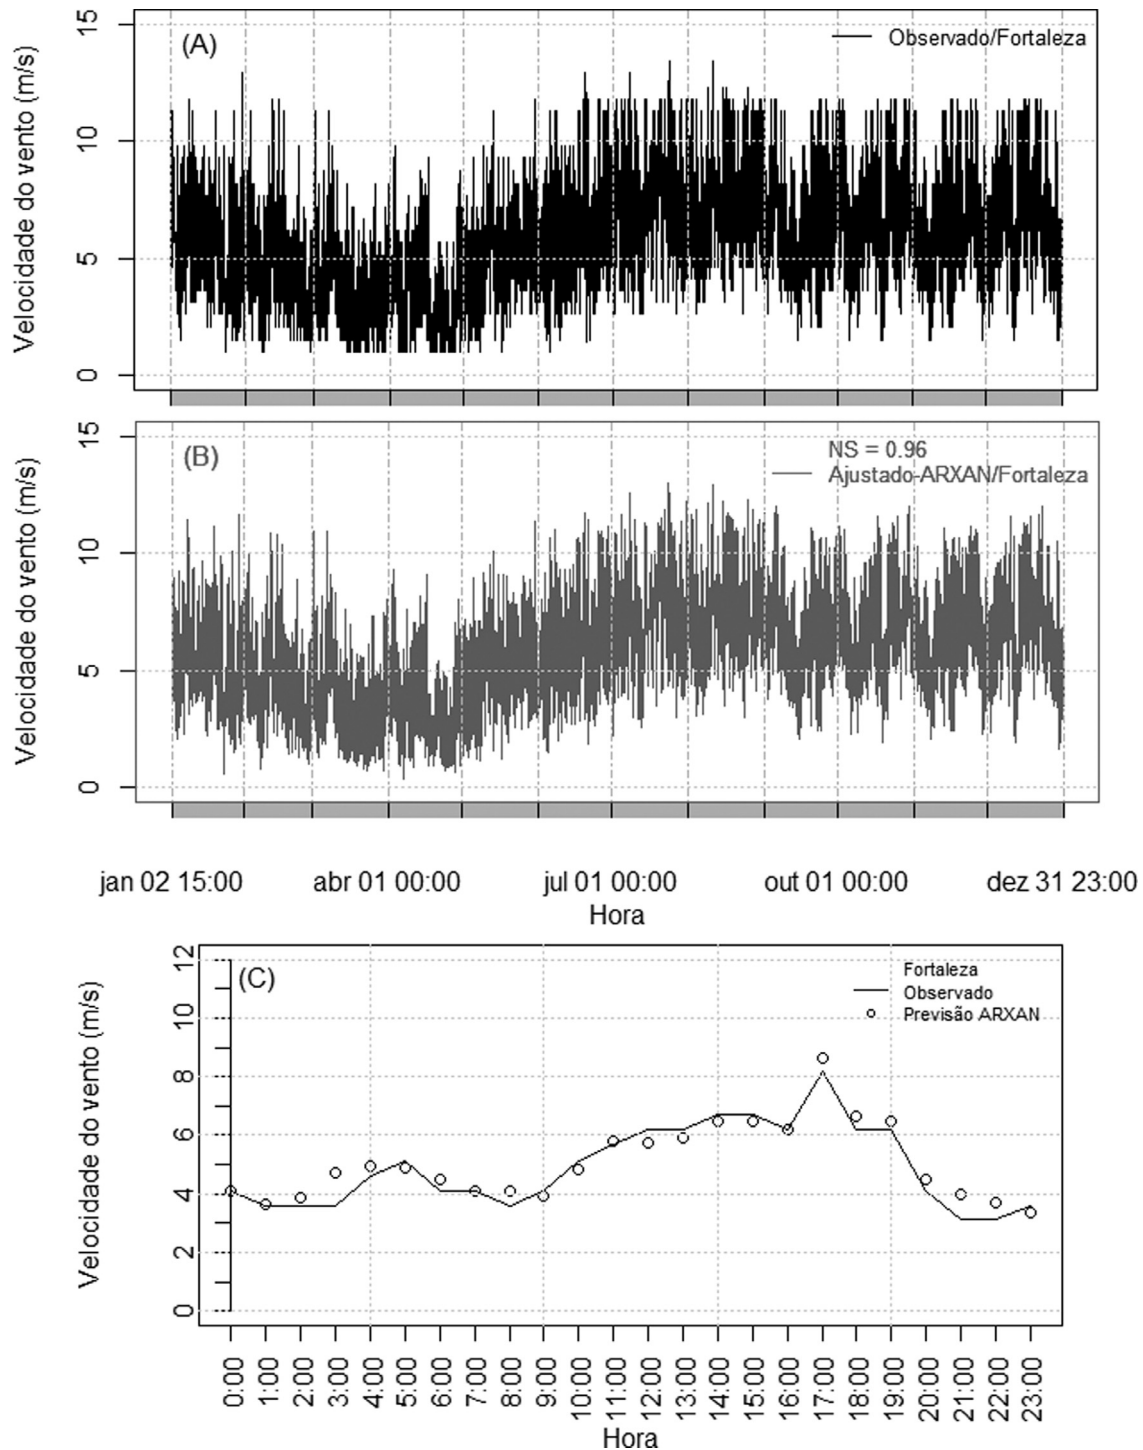 (A)
Observado/Fortaleza
Velocidade do vento (m/s)
15
10
5
0
(B)
NS = 0.96
Ajustado-ARXAN/Fortaleza
Velocidade do vento (m/s)
15
10
5
0
jan 02 15:00 abr 01 00:00 jul 01 00:00 out 01 00:00 dez 31 23:00
Hora
(C)
Fortaleza
Observado
Previsão ARXAN
Velocidade do vento (m/s)
12
10
8
6
4
2
0
0:00 1:00 2:00 3:00 4:00 5:00 6:00 7:00 8:00 9:00 10:00 11:00 12:00 13:00 14:00 15:00 16:00 17:00 18:00 19:00 20:00 21:00 22:00 23:00
Hora